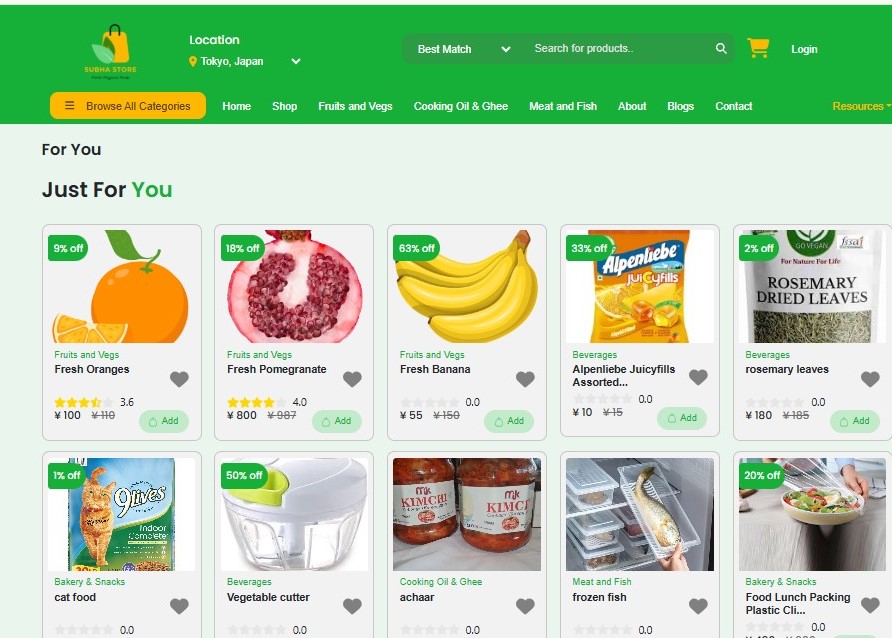 SUBHA STORE
Location
Tokyo, Japan
Best Match
Search for products..
Login
Browse All Categories
Home
Shop
Fruits and Vegs
Cooking Oil & Ghee
Meat and Fish
About
Blogs
Contact
Resources
For You
Just For You
9% off
Fruits and Vegs
Fresh Oranges
3.6
¥ 100 ¥ 110
Add
18% off
Fruits and Vegs
Fresh Pomegranate
4.0
¥ 800 ¥ 987
Add
63% off
Fruits and Vegs
Fresh Banana
0.0
¥ 55 ¥ 150
Add
33% off
Alpenliebe
juiCyfills
Beverages
Alpenliebe Juicyfills
Assorted...
0.0
¥ 10 ¥ 15
Add
2% off
GO VEGAN
fssai
For Nature For Life
ROSEMARY
DRIED LEAVES
Beverages
rosemary leaves
0.0
¥ 180 ¥ 185
Add
1% off
9lives
Indoor
Complete
Bakery & Snacks
cat food
0.0
50% off
Beverages
Vegetable cutter
0.0
mk
KIMCHI
mk
KIMCHI
Cooking Oil & Ghee
achaar
0.0
Meat and Fish
frozen fish
0.0
20% off
Bakery & Snacks
Food Lunch Packing
Plastic Cli...
0.0